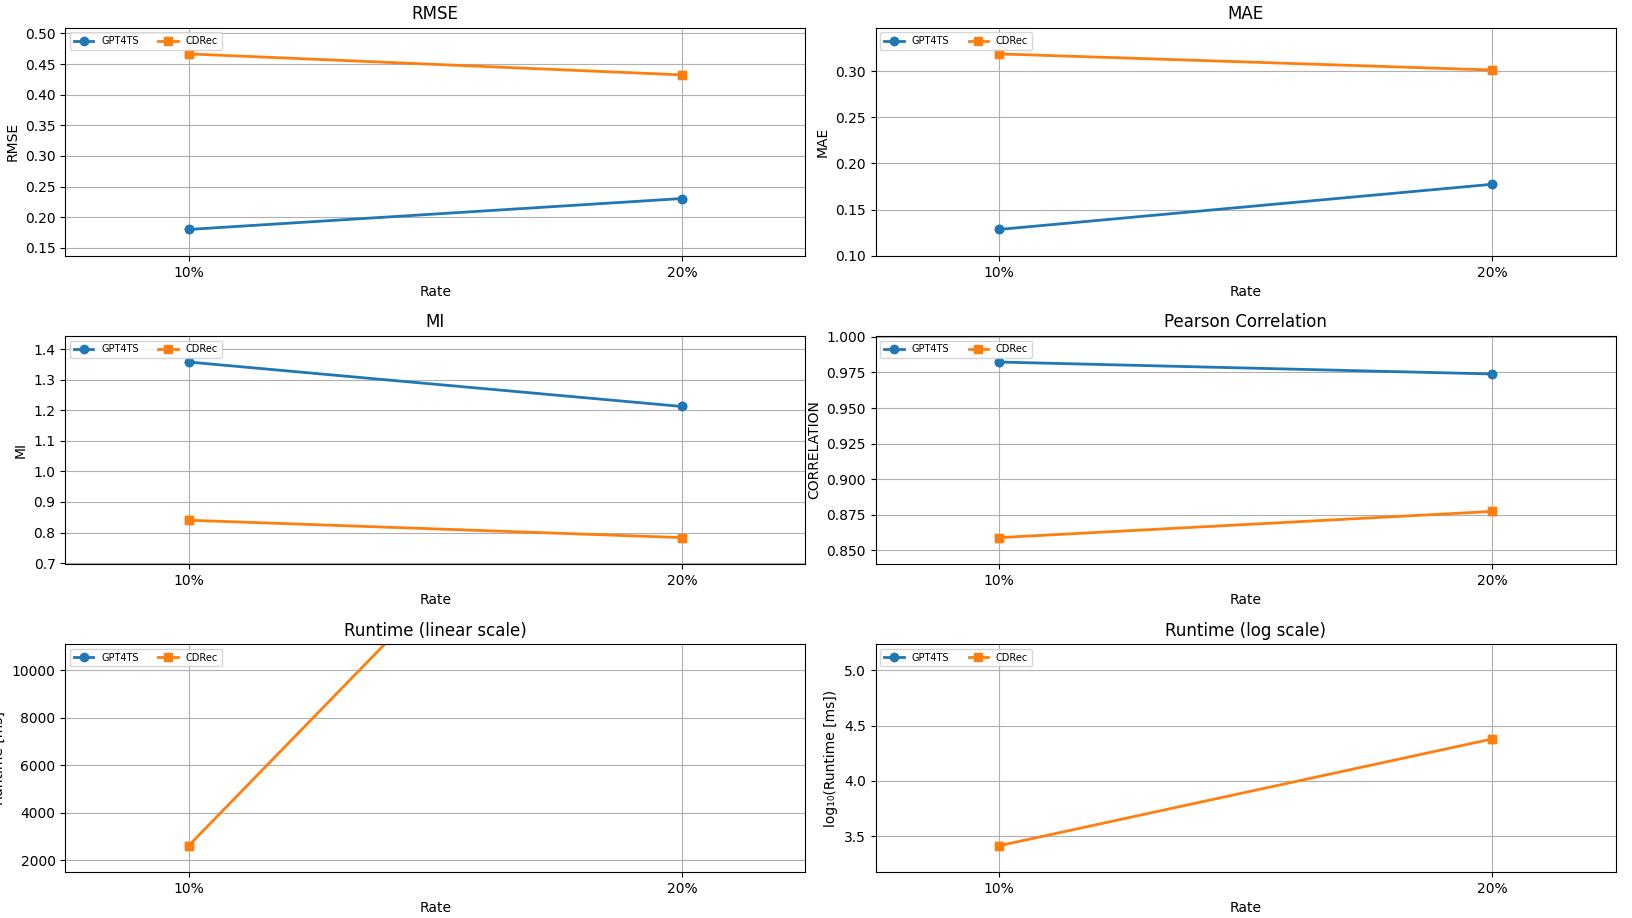 RMSE
GPT4TS CDRec
0.50
0.45
0.40
0.35
0.30
0.25
0.20
0.15
RMSE
10% 20%
Rate
MAE
GPT4TS CDRec
0.30
0.25
0.20
0.15
0.10
MAE
10% 20%
Rate
MI
GPT4TS CDRec
1.4
1.3
1.2
1.1
1.0
0.9
0.8
0.7
MI
10% 20%
Rate
Pearson Correlation
GPT4TS CDRec
1.000
0.975
0.950
0.925
0.900
0.875
0.850
CORRELATION
10% 20%
Rate
Runtime (linear scale)
GPT4TS CDRec
10000
8000
6000
4000
2000
10% 20%
Rate
Runtime (log scale)
GPT4TS CDRec
5.0
4.5
4.0
3.5
log₁₀(Runtime [ms])
10% 20%
Rate